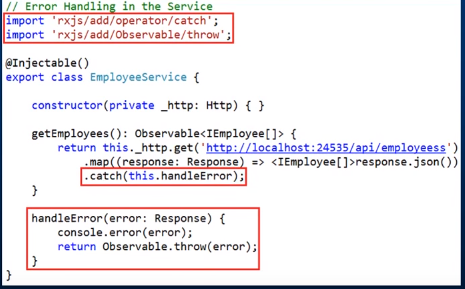 // Error Handling in the Service
import 'rxjs/add/operator/catch';
import 'rxjs/add/Observable/throw';
@Injectable()
export class EmployeeService {
constructor(private _http: Http) { }
getEmployees(): Observable<IEmployee[]> {
return this._http.get('http://localhost:24535/api/employeess')
.map((response: Response) => <IEmployee[]>response.json())
.catch(this.handleError);
}
handleError(error: Response) {
console.error(error);
return Observable.throw(error);
}
}